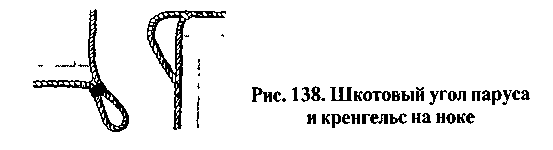 Рис. 138. Шкотовый угол паруса
и кренгельс на ноке